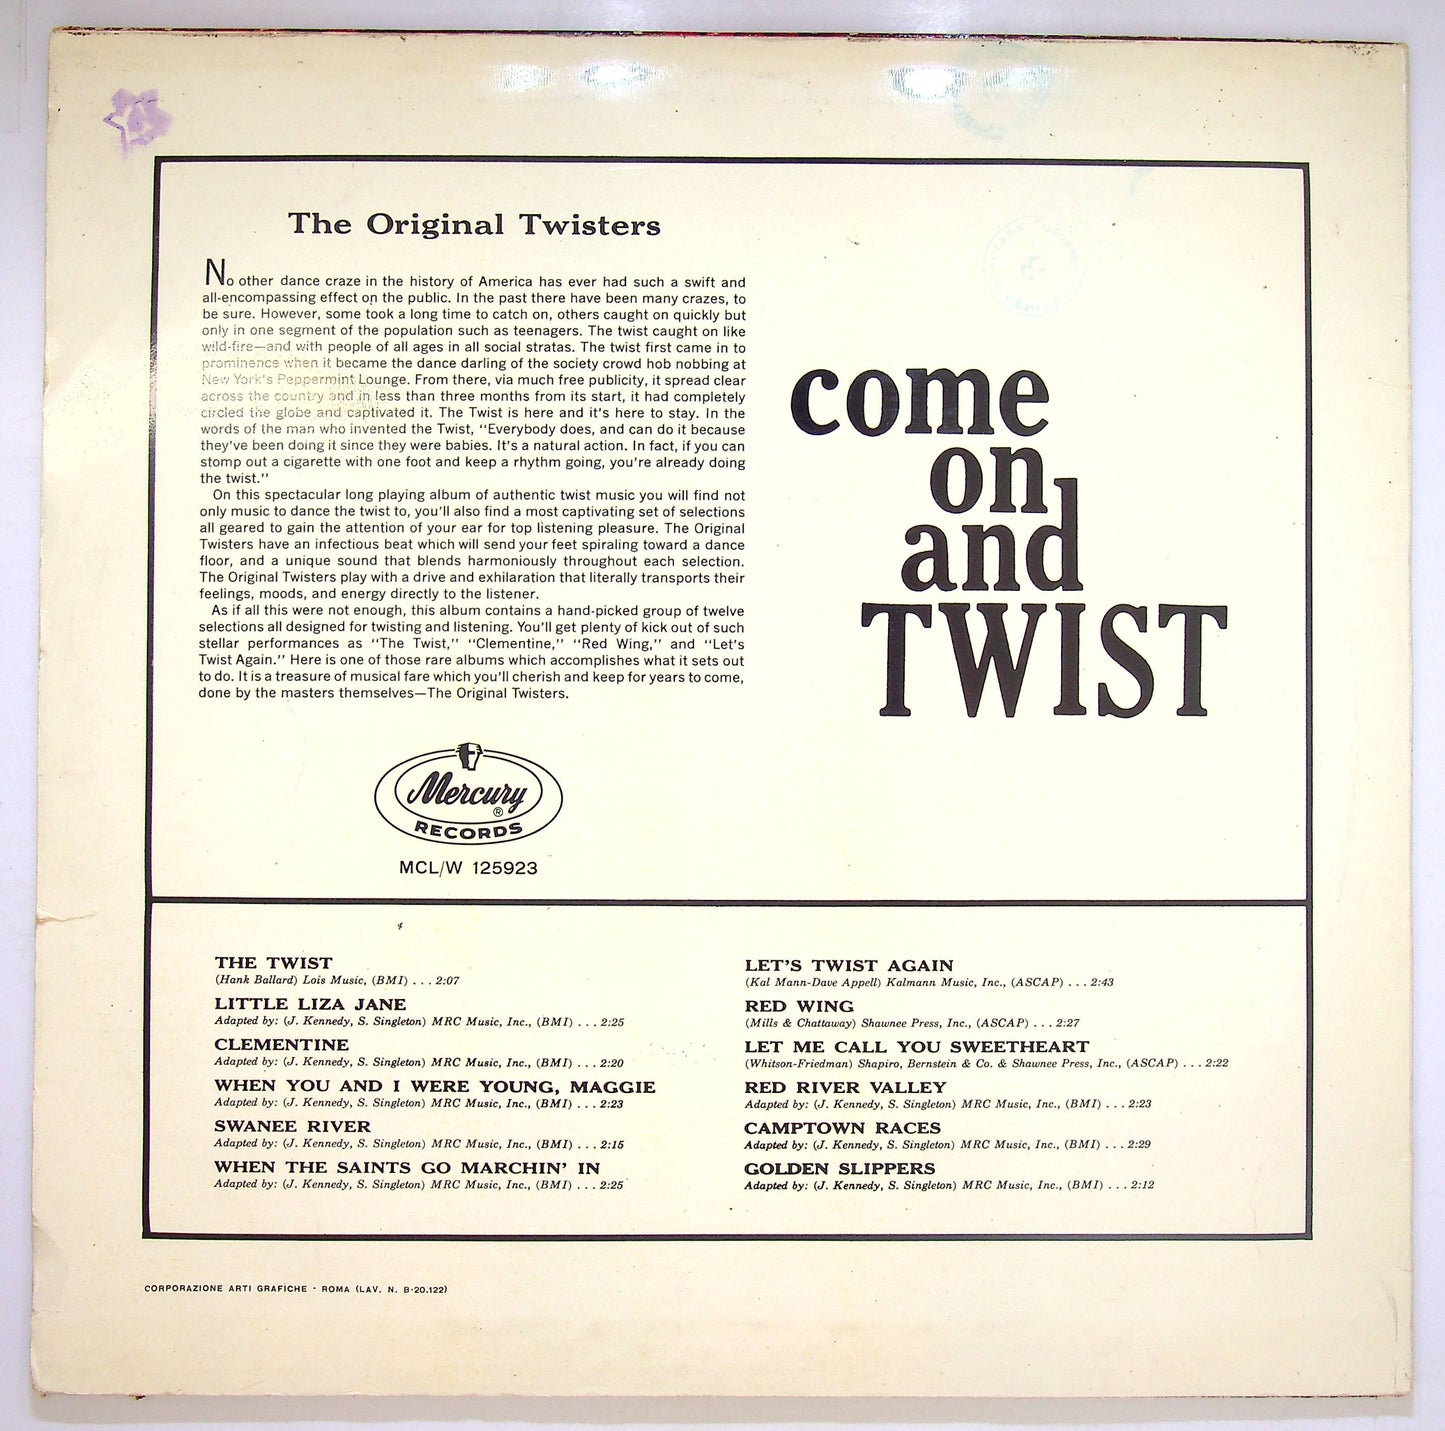 The Original Twisters
No other dance craze in the history of America has ever had such a swift and
all-encompassing effect on the public. In the past there have been many crazes, to
be sure. However, some took a long time to catch on, others caught on quickly but
only in one segment of the population such as teenagers. The twist caught on like
wild-fire—and with people of all ages in all social stratas. The twist first came in to
prominence when it became the dance darling of the society crowd hob nobbing at
New York's Peppermint Lounge. From there, via much free publicity, it spread clear
across the country and in less than three months from its start, it had completely
circled the globe and captivated it. The Twist is here and it's here to stay. In the
words of the man who invented the Twist, "Everybody does, and can do it because
they've been doing it since they were babies. It's a natural action. In fact, if you can
stomp out a cigarette with one foot and keep a rhythm going, you're already doing
the twist."
On this spectacular long playing album of authentic twist music you will find not
only music to dance the twist to, you'll also find a most captivating set of selections
all geared to gain the attention of your ear for top listening pleasure. The Original
Twisters have an infectious beat which will send your feet spiraling toward a dance
floor, and a unique sound that blends harmoniously throughout each selection.
The Original Twisters play with a drive and exhilaration that literally transports their
feelings, moods, and energy directly to the listener.
As if all this were not enough, this album contains a hand-picked group of twelve
selections all designed for twisting and listening. You'll get plenty of kick out of such
stellar performances as "The Twist," "Clementine," "Red Wing," and "Let's
Twist Again." Here is one of those rare albums which accomplishes what it sets out
to do. It is a treasure of musical fare which you'll cherish and keep for years to come,
done by the masters themselves—The Original Twisters.
come
on
and
TWIST
Mercury
®
RECORDS
MCL/W 125923
THE TWIST
(Hank Ballard) Lois Music, (BMI) . . . 2:07
LITTLE LIZA JANE
Adapted by: (J. Kennedy, S. Singleton) MRC Music, Inc., (BMI) . . . 2:25
CLEMENTINE
Adapted by: (J. Kennedy, S. Singleton) MRC Music, Inc., (BMI) . . . 2:20
WHEN YOU AND I WERE YOUNG, MAGGIE
Adapted by: (J. Kennedy, S. Singleton) MRC Music, Inc., (BMI) . . . 2:23
SWANEE RIVER
Adapted by: (J. Kennedy, S. Singleton) MRC Music, Inc., (BMI) . . . 2:15
WHEN THE SAINTS GO MARCHIN' IN
Adapted by: (J. Kennedy, S. Singleton) MRC Music, Inc., (BMI) . . . 2:25
LET'S TWIST AGAIN
(Kal Mann-Dave Appell) Kalmann Music, Inc., (ASCAP) . . . 2:43
RED WING
(Mills & Chattaway) Shawnee Press, Inc., (ASCAP) . . . 2:27
LET ME CALL YOU SWEETHEART
(Whitson-Friedman) Shapiro, Bernstein & Co. & Shawnee Press, Inc., (ASCAP) . . . 2:22
RED RIVER VALLEY
Adapted by: (J. Kennedy, S. Singleton) MRC Music, Inc., (BMI) . . . 2:23
CAMPTOWN RACES
Adapted by: (J. Kennedy, S. Singleton) MRC Music, Inc., (BMI) . . . 2:29
GOLDEN SLIPPERS
Adapted by: (J. Kennedy, S. Singleton) MRC Music, Inc., (BMI) . . . 2:12
CORPORAZIONE ARTI GRAFICHE - ROMA (LAV. N. B-20.122)